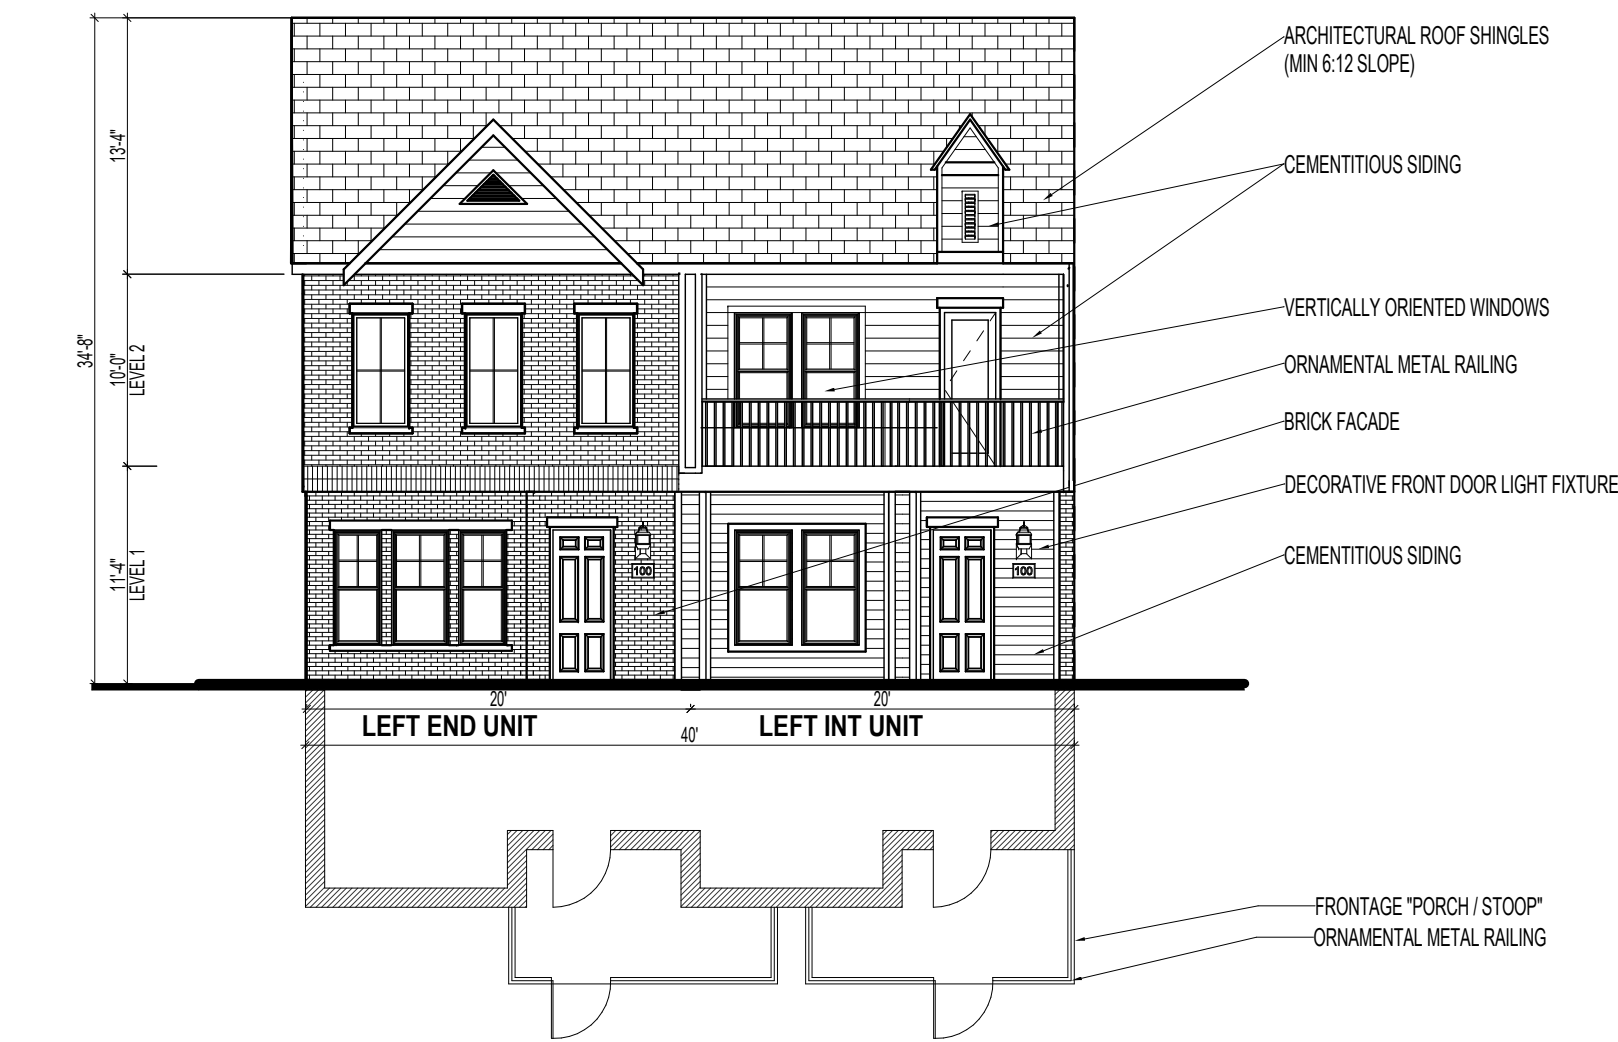 ARCHITECTURAL ROOF SHINGLES
(MIN 6:12 SLOPE)
13'-4"
CEMENTITIOUS SIDING
VERTICALLY ORIENTED WINDOWS
34'-8"
10'-0"
LEVEL 2
ORNAMENTAL METAL RAILING
BRICK FACADE
DECORATIVE FRONT DOOR LIGHT FIXTURE
11'-4"
LEVEL 1
CEMENTITIOUS SIDING
100
100
20'
20'
LEFT END UNIT
LEFT INT UNIT
40'
FRONTAGE "PORCH / STOOP"
ORNAMENTAL METAL RAILING